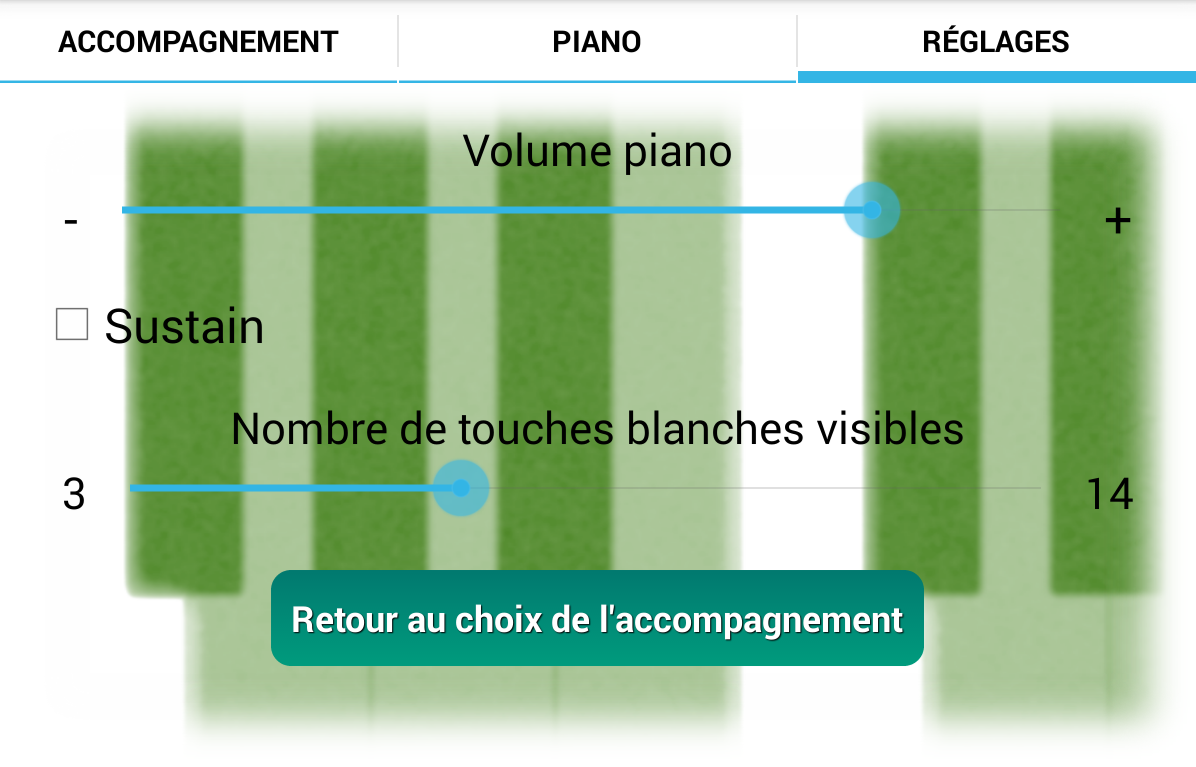 ACCOMPAGNEMENT PIANO RÉGLAGES
Volume piano
- +
Sustain
Nombre de touches blanches visibles
3 14
Retour au choix de l'accompagnement